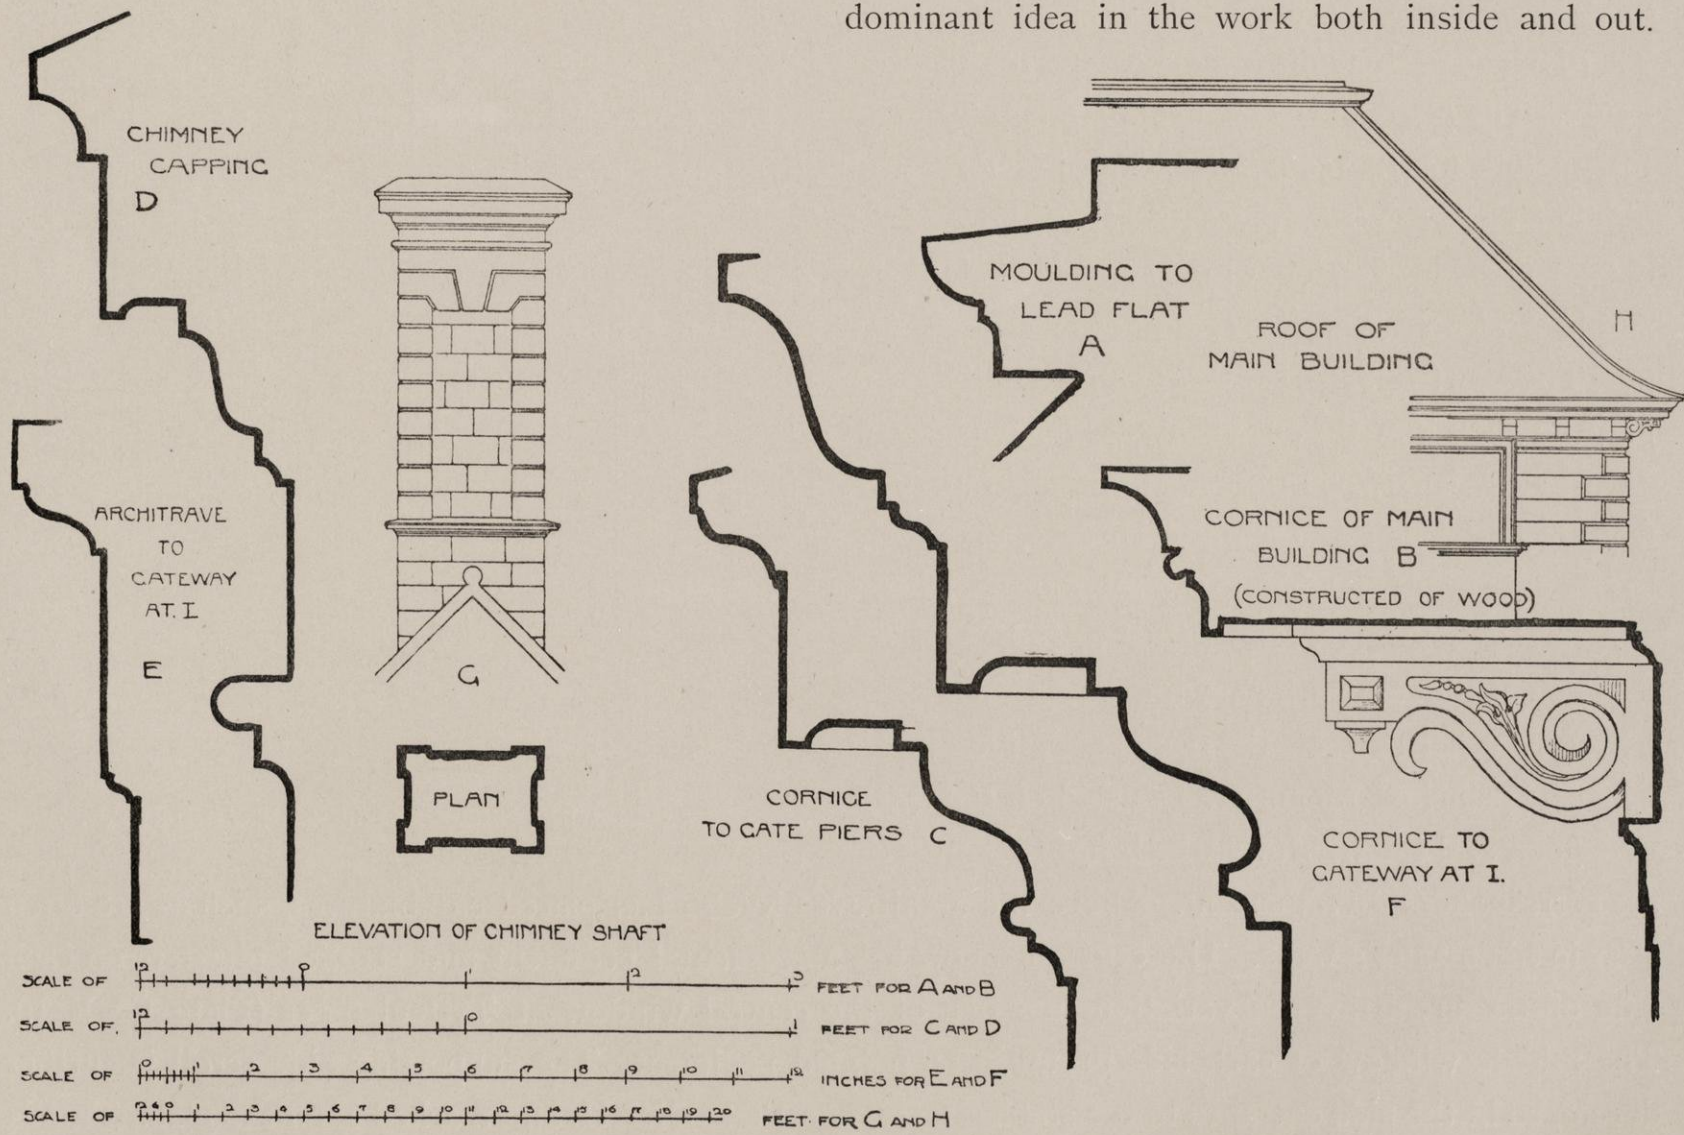 dominant idea in the work both inside and out.
CHIMNEY
CAPPING
D
MOULDING TO
LEAD FLAT
A
ROOF OF
MAIN BUILDING
H
ARCHITRAVE
TO
GATEWAY
AT. I
E
G
PLAN
CORNICE OF MAIN
BUILDING B
(CONSTRUCTED OF WOOD)
CORNICE
TO GATE PIERS C
CORNICE TO
GATEWAY AT I.
F
ELEVATION OF CHIMNEY SHAFT
SCALE OF 12 0 1 2 3 FEET FOR A AND B
SCALE OF. 12 0 1 FEET FOR C AND D
SCALE OF 0 1 2 3 4 5 6 7 8 9 10 11 12 INCHES FOR E AND F
SCALE OF 12 6 0 1 2 3 4 5 6 7 8 9 10 11 12 13 14 15 16 17 18 19 20 FEET. FOR G AND H